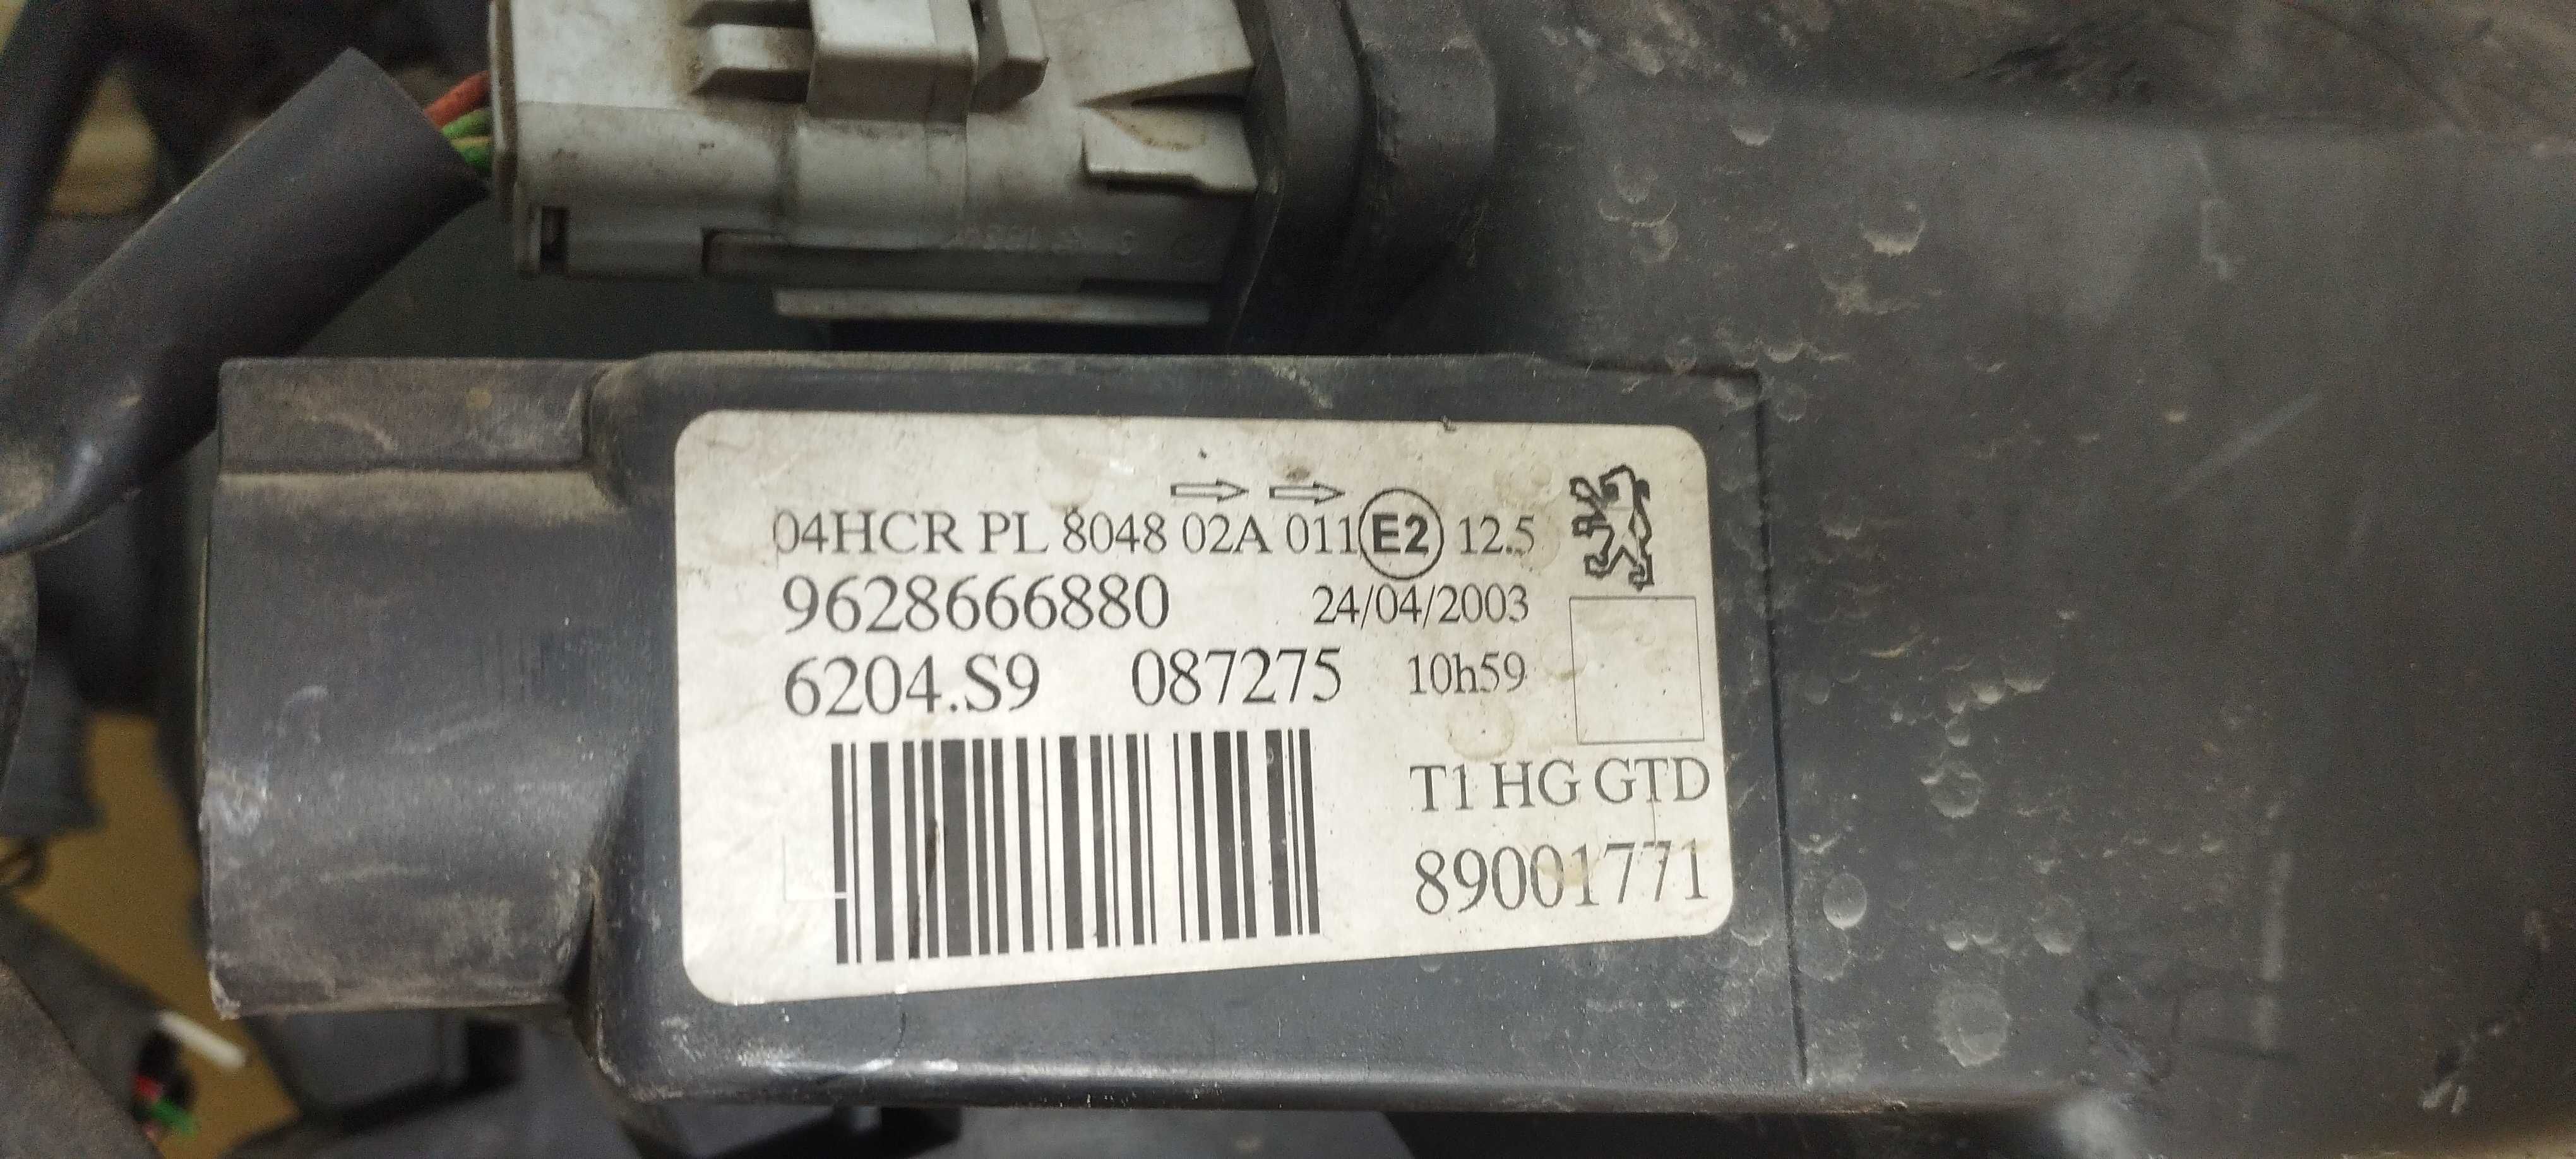 04HCR PL 8048 02A 011 E2 12.5
9628666880 24/04/2003
6204.S9 087275 10h59
T1 HG GTD
89001771